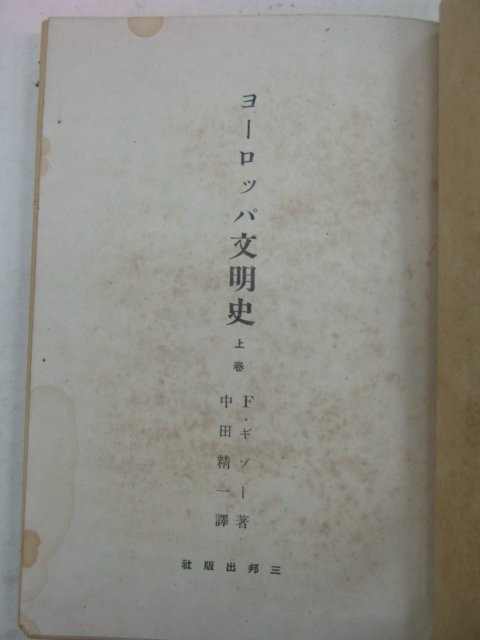 ヨーロッパ文明史
上巻
F・ギゾー著
中田精一譯
三邦出版社